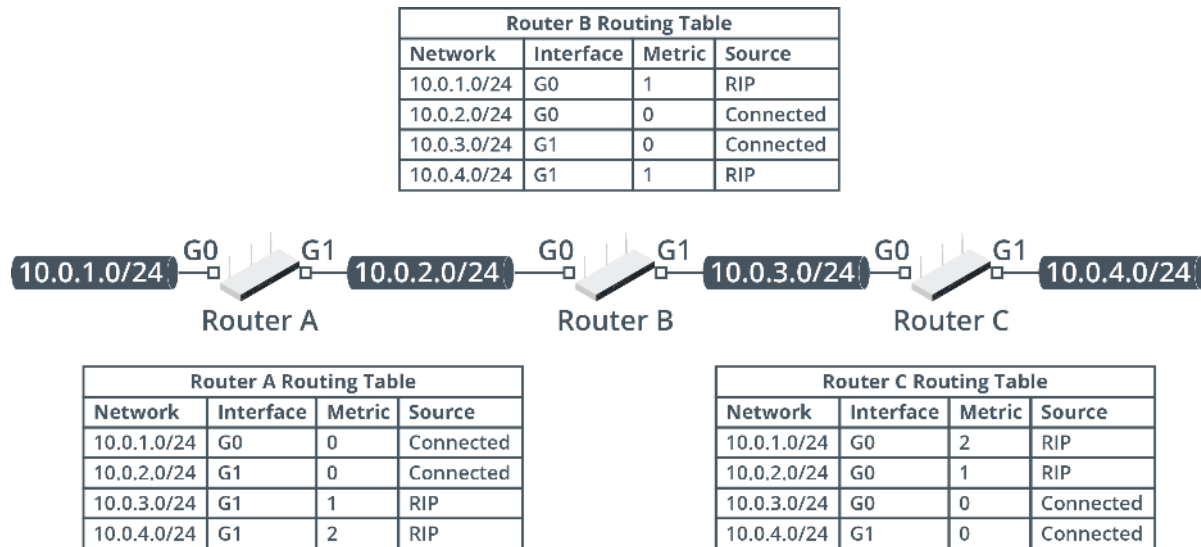 Router B Routing Table
Network Interface Metric Source
10.0.1.0/24 G0 1 RIP
10.0.2.0/24 G0 0 Connected
10.0.3.0/24 G1 0 Connected
10.0.4.0/24 G1 1 RIP
10.0.1.0/24 G0 G1 10.0.2.0/24 G0 G1 10.0.3.0/24 G0 G1 10.0.4.0/24
Router A Router B Router C
Router A Routing Table
Network Interface Metric Source
10.0.1.0/24 G0 0 Connected
10.0.2.0/24 G1 0 Connected
10.0.3.0/24 G1 1 RIP
10.0.4.0/24 G1 2 RIP
Router C Routing Table
Network Interface Metric Source
10.0.1.0/24 G0 2 RIP
10.0.2.0/24 G0 1 RIP
10.0.3.0/24 G0 0 Connected
10.0.4.0/24 G1 0 Connected